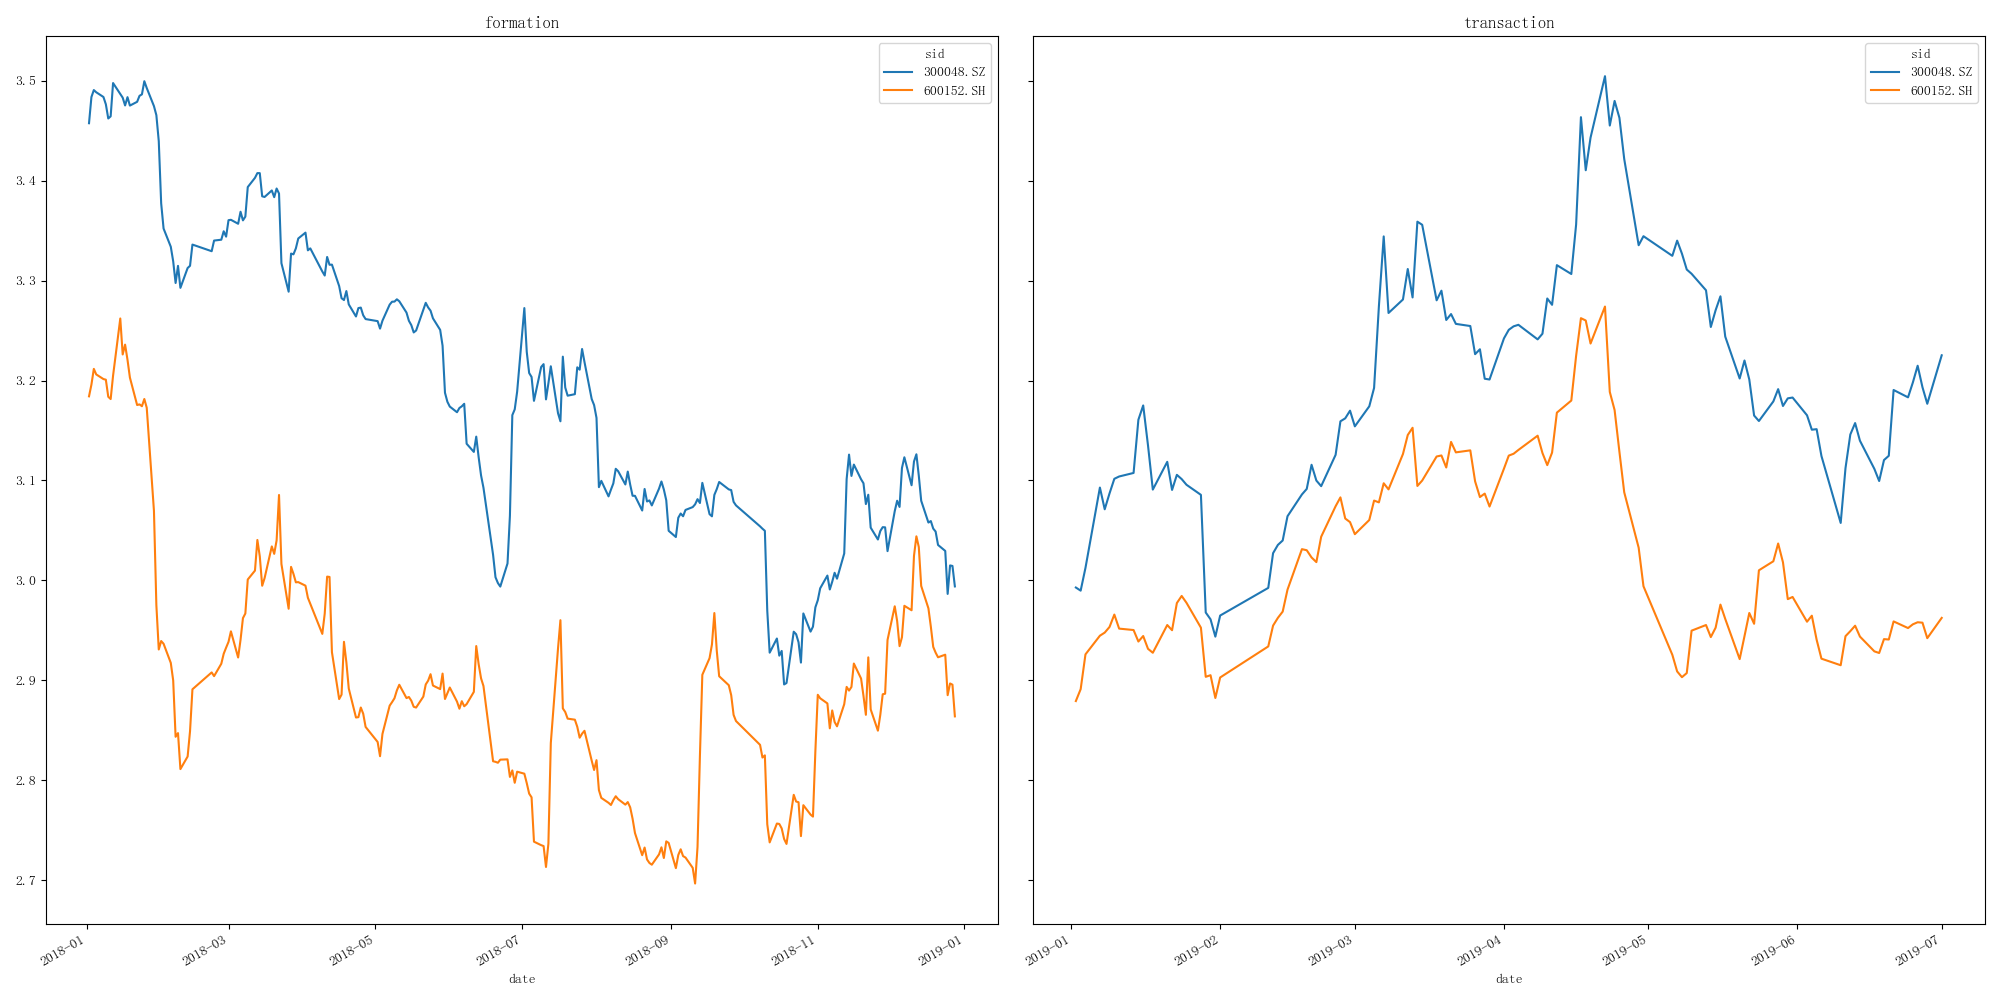 formation
sid
300048.SZ
600152.SH
3.5
3.4
3.3
3.2
3.1
3.0
2.9
2.8
2.7
2018-01
2018-03
2018-05
2018-07
2018-09
2018-11
2019-01
date
transaction
sid
300048.SZ
600152.SH
2019-01
2019-02
2019-03
2019-04
2019-05
2019-06
2019-07
date